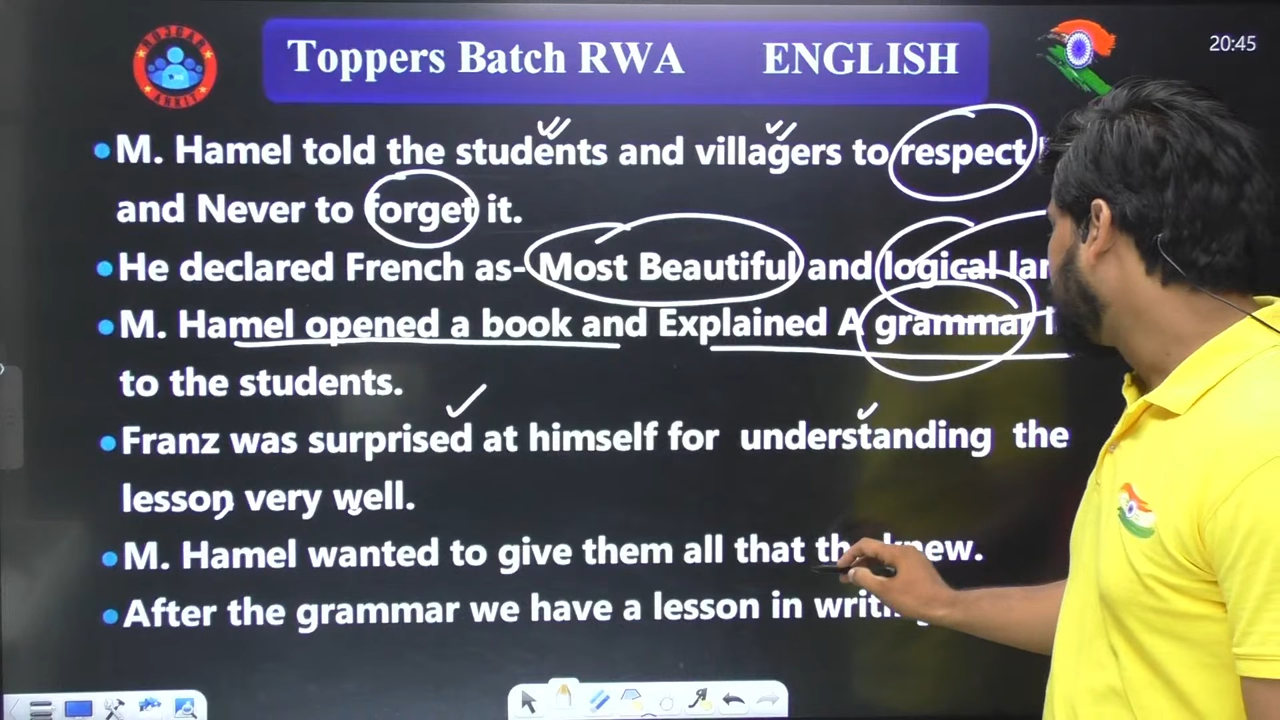 Toppers Batch RWA ENGLISH
20:45
ANKIT
M. Hamel told the students and villagers to respect
and Never to forget it.
He declared French as- Most Beautiful and logical
M. Hamel opened a book and Explained A grammar
to the students.
Franz was surprised at himself for understanding the
lesson very well.
M. Hamel wanted to give them all that knew.
After the grammar we have a lesson in